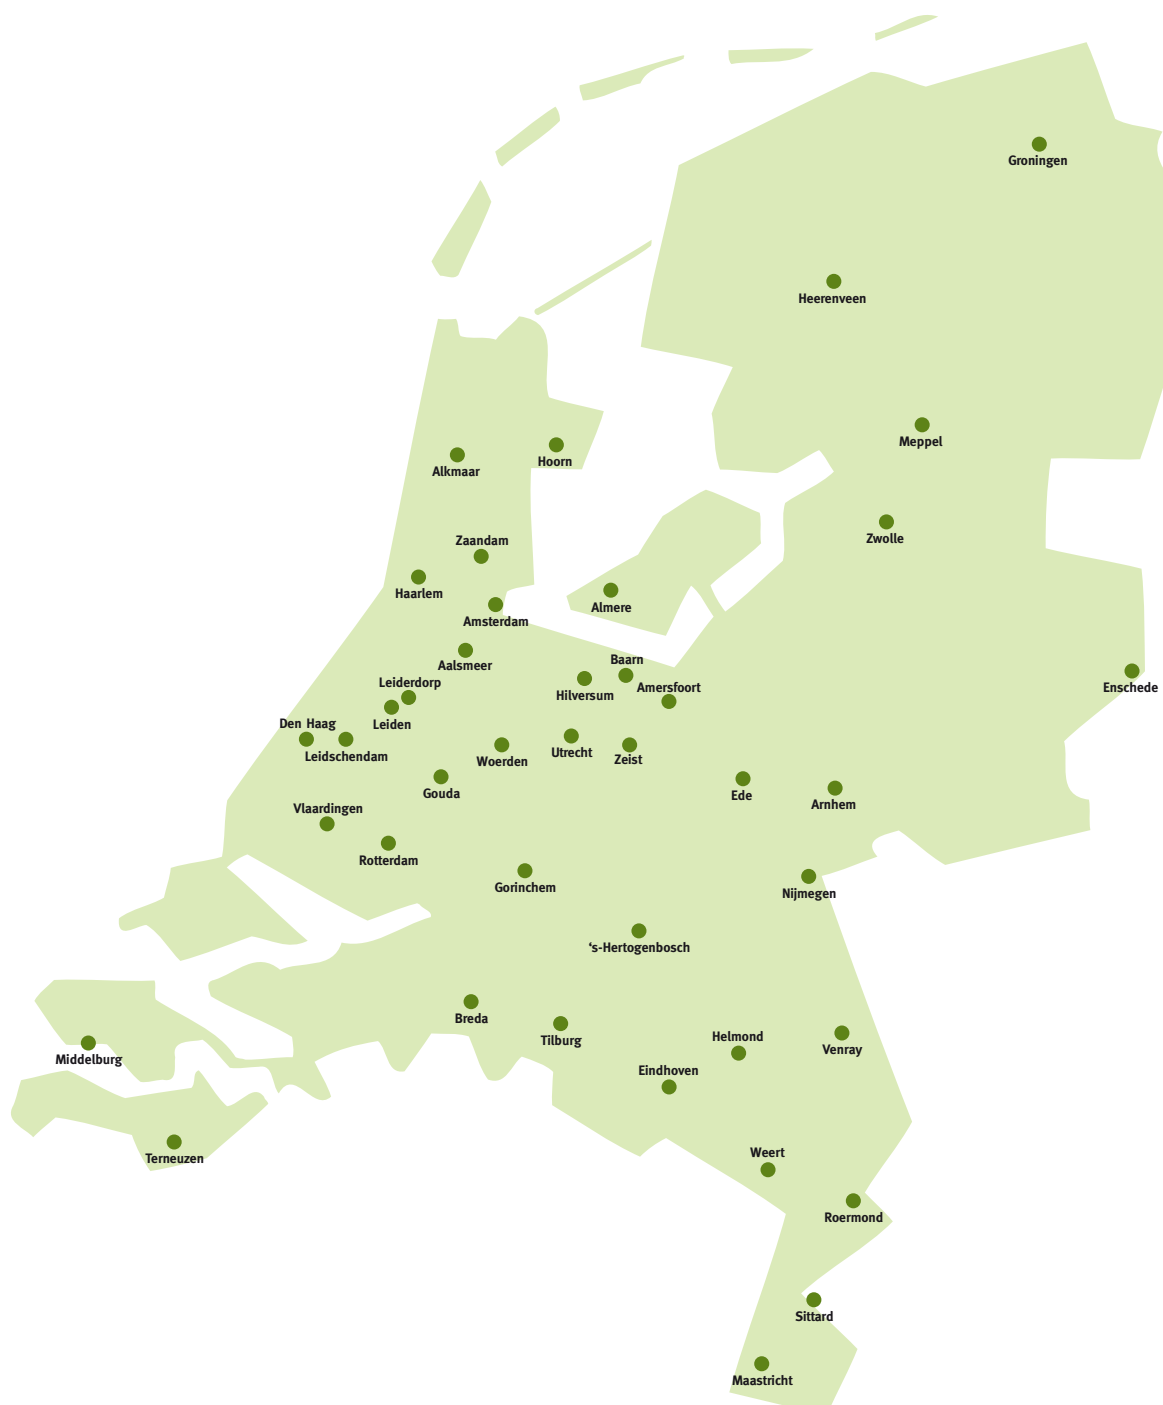 Groningen
Heerenveen
Meppel
Hoorn
Alkmaar
Zwolle
Zaandam
Haarlem
Almere
Amsterdam
Baarn
Aalsmeer
Leiderdorp
Amersfoort
Enschede
Hilversum
Den Haag
Leiden
Utrecht
Leidschendam
Woerden
Zeist
Gouda
Ede
Arnhem
Vlaardingen
Rotterdam
Gorinchem
Nijmegen
‘s-Hertogenbosch
Breda
Tilburg
Helmond
Venray
Middelburg
Eindhoven
Weert
Terneuzen
Roermond
Sittard
Maastricht